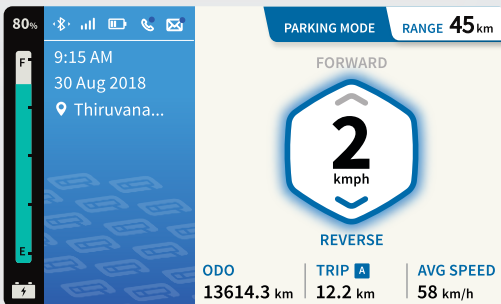 80%
9:15 AM
30 Aug 2018
Thiruvana...
F
E
PARKING MODE
RANGE 45 km
FORWARD
2
kmph
REVERSE
ODO
13614.3 km
TRIP A
12.2 km
AVG SPEED
58 km/h